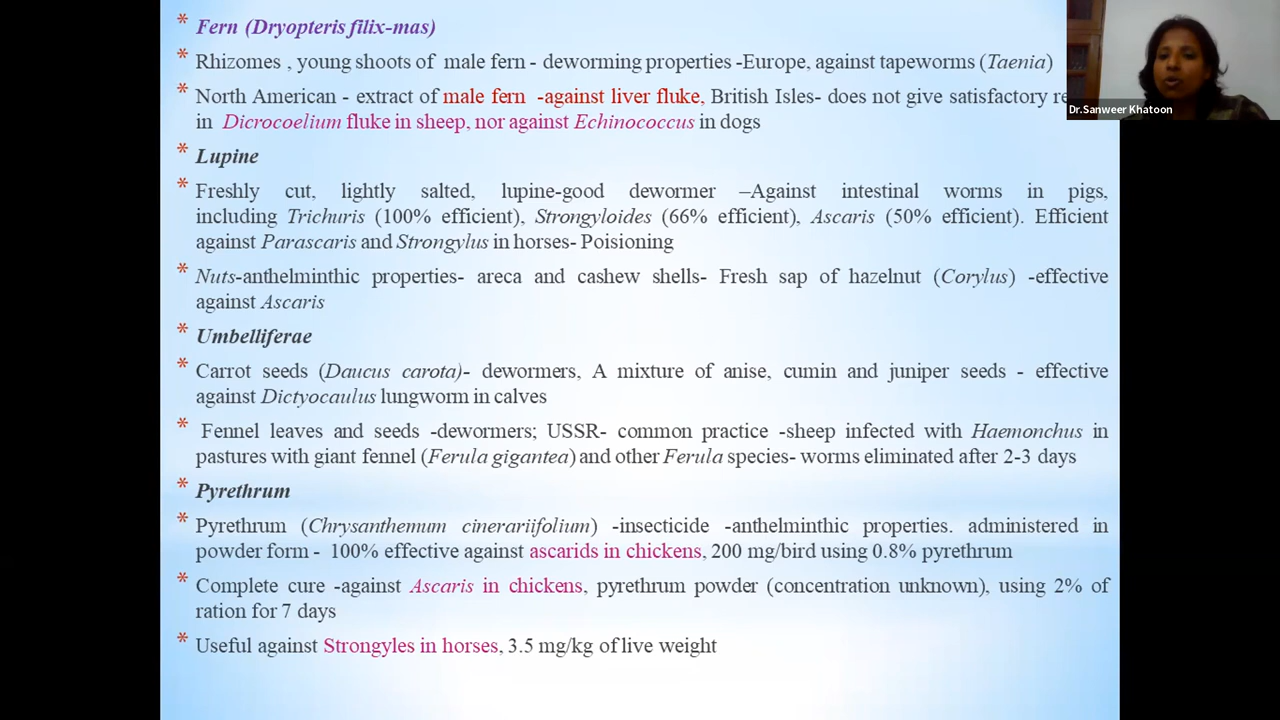 * Fern (Dryopteris filix-mas)
* Rhizomes , young shoots of male fern - deworming properties -Europe, against tapeworms (Taenia)
* North American - extract of male fern -against liver fluke, British Isles- does not give satisfactory
in Dicrocoelium fluke in sheep, nor against Echinococcus in dogs
* Lupine
* Freshly cut, lightly salted, lupine-good dewormer –Against intestinal worms in pigs,
including Trichuris (100% efficient), Strongyloides (66% efficient), Ascaris (50% efficient). Efficient
against Parascaris and Strongylus in horses- Poisioning
* Nuts-anthelminthic properties- areca and cashew shells- Fresh sap of hazelnut (Corylus) -effective
against Ascaris
* Umbelliferae
* Carrot seeds (Daucus carota)- dewormers, A mixture of anise, cumin and juniper seeds - effective
against Dictyocaulus lungworm in calves
* Fennel leaves and seeds -dewormers; USSR- common practice -sheep infected with Haemonchus in
pastures with giant fennel (Ferula gigantea) and other Ferula species- worms eliminated after 2-3 days
* Pyrethrum
* Pyrethrum (Chrysanthemum cinerariifolium) -insecticide -anthelminthic properties. administered in
powder form - 100% effective against ascarids in chickens, 200 mg/bird using 0.8% pyrethrum
* Complete cure -against Ascaris in chickens, pyrethrum powder (concentration unknown), using 2% of
ration for 7 days
* Useful against Strongyles in horses, 3.5 mg/kg of live weight
Dr.Sanweer Khatoon